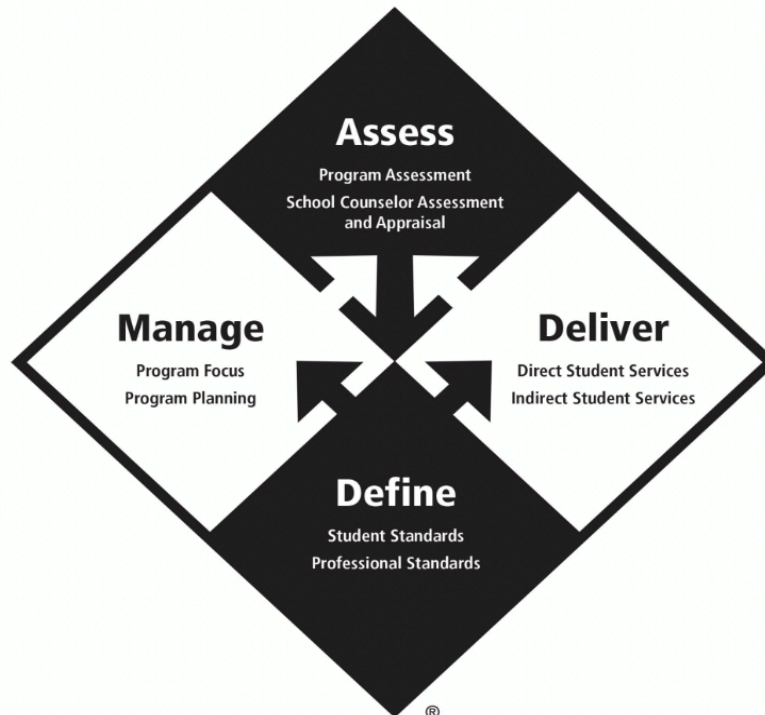 Assess
Program Assessment
School Counselor Assessment
and Appraisal
Manage
Program Focus
Program Planning
Deliver
Direct Student Services
Indirect Student Services
Define
Student Standards
Professional Standards
®